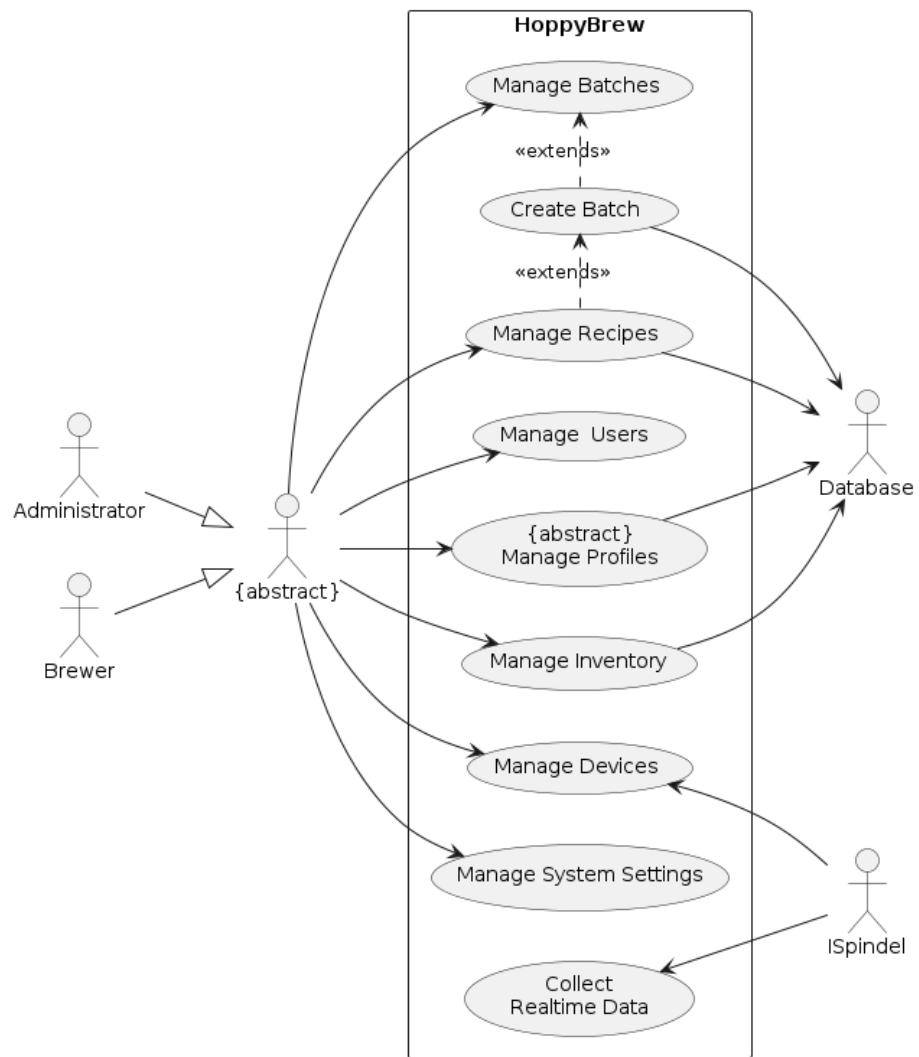 HoppyBrew
Manage Batches
«extends»
Create Batch
«extends»
Manage Recipes
Manage  Users
{abstract}
Manage Profiles
Manage Inventory
Manage Devices
Manage System Settings
Collect
Realtime Data
Administrator
Brewer
{abstract}
Database
ISpindel